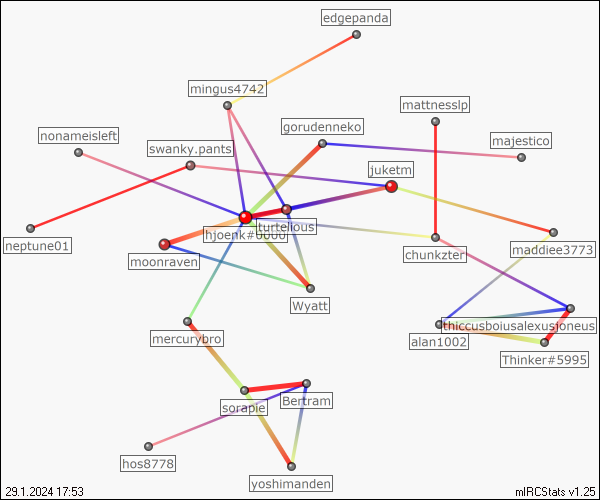 edgepanda
mingus4742
mattnesslp
gorudenneko
nonameisleft
majestico
swanky.pants
juketm
hjoenk#0000
turtelious
neptune01
chunkzter
maddiee3773
moonraven
Wyatt
thiccusboiusalexusjoneus
mercurybro
alan1002
Thinker#5995
sorapie
Bertram
hos8778
yoshimanden
29.1.2024 17:53
mIRCStats v1.25